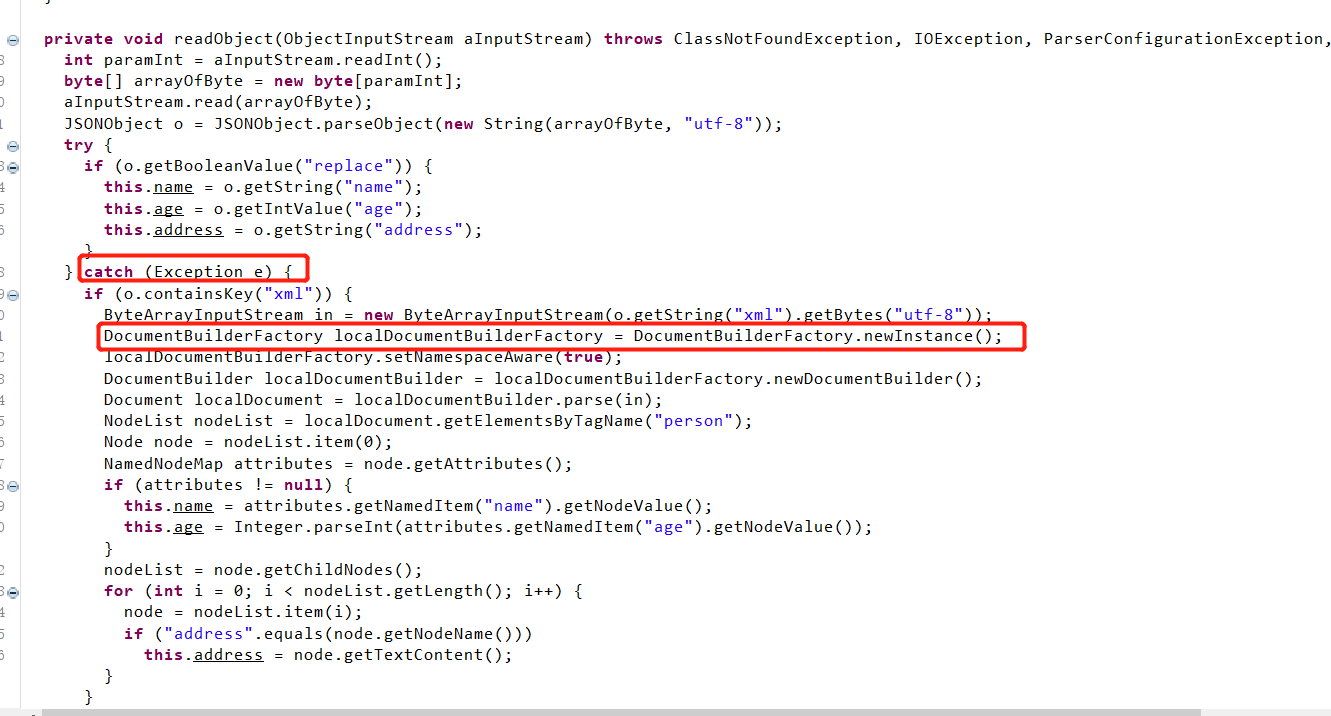 private void readObject(ObjectInputStream aInputStream) throws ClassNotFoundException, IOException, ParserConfigurationException,
int paramInt = aInputStream.readInt();
byte[] arrayOfByte = new byte[paramInt];
aInputStream.read(arrayOfByte);
JSONObject o = JSONObject.parseObject(new String(arrayOfByte, "utf-8"));
try {
if (o.getBooleanValue("replace")) {
this.name = o.getString("name");
this.age = o.getIntValue("age");
this.address = o.getString("address");
}
} catch (Exception e) {
if (o.containsKey("xml")) {
ByteArrayInputStream in = new ByteArrayInputStream(o.getString("xml").getBytes("utf-8"));
DocumentBuilderFactory localDocumentBuilderFactory = DocumentBuilderFactory.newInstance();
localDocumentBuilderFactory.setNamespaceAware(true);
DocumentBuilder localDocumentBuilder = localDocumentBuilderFactory.newDocumentBuilder();
Document localDocument = localDocumentBuilder.parse(in);
NodeList nodeList = localDocument.getElementsByTagName("person");
Node node = nodeList.item(0);
NamedNodeMap attributes = node.getAttributes();
if (attributes != null) {
this.name = attributes.getNamedItem("name").getNodeValue();
this.age = Integer.parseInt(attributes.getNamedItem("age").getNodeValue());
}
nodeList = node.getChildNodes();
for (int i = 0; i < nodeList.getLength(); i++) {
node = nodeList.item(i);
if ("address".equals(node.getNodeName()))
this.address = node.getTextContent();
}
}